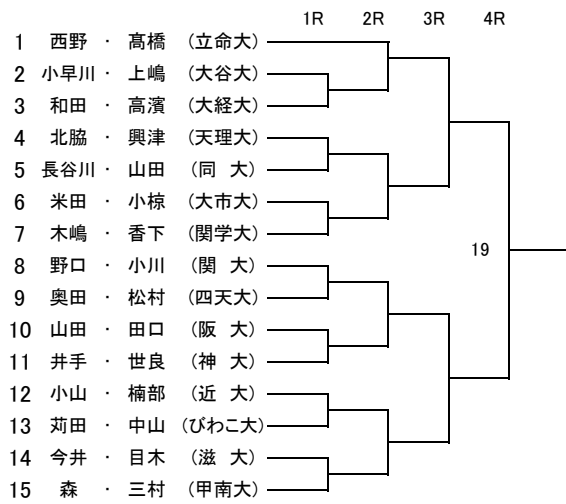 1R 2R 3R 4R
1 西野 ・ 髙橋 (立命大)
2 小早川 ・ 上嶋 (大谷大)
3 和田 ・ 高濱 (大経大)
4 北脇 ・ 興津 (天理大)
5 長谷川 ・ 山田 (同 大)
6 米田 ・ 小椋 (大市大)
7 木嶋 ・ 香下 (関学大)
8 野口 ・ 小川 (関 大)
9 奥田 ・ 松村 (四天大)
10 山田 ・ 田口 (阪 大)
11 井手 ・ 世良 (神 大)
12 小山 ・ 楠部 (近 大)
13 苅田 ・ 中山 (びわこ大)
14 今井 ・ 目木 (滋 大)
15 森 ・ 三村 (甲南大)
19